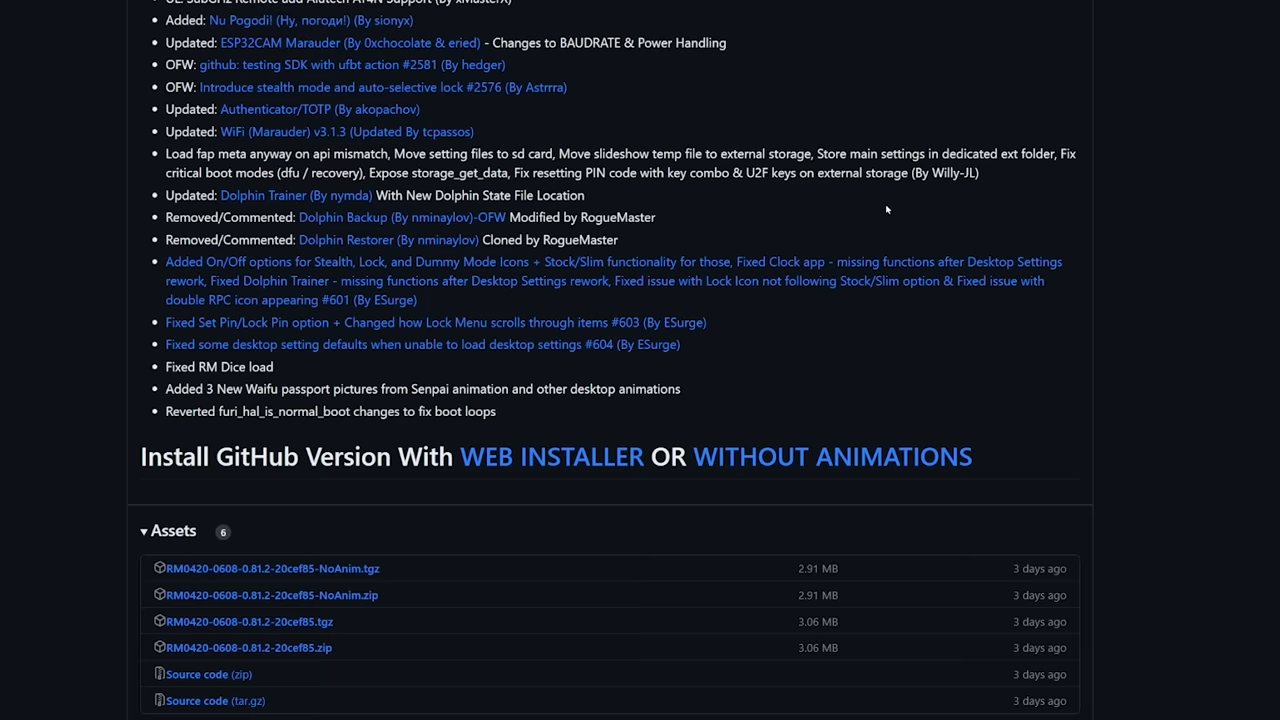 UL: SubGHz Remote add Alutech AT4N Support (By xMasterX)
Added: Nu Pogodi! (Ну, погоди!) (By sionyx)
Updated: ESP32CAM Marauder (By 0xchocolate & eried) - Changes to BAUDRATE & Power Handling
OFW: github: testing SDK with ufbt action #2581 (By hedger)
OFW: Introduce stealth mode and auto-selective lock #2576 (By Astrrra)
Updated: Authenticator/TOTP (By akopachov)
Updated: WiFi (Marauder) v3.1.3 (Updated By tcpassos)
Load fap meta anyway on api mismatch, Move setting files to sd card, Move slideshow temp file to external storage, Store main settings in dedicated ext folder, Fix
critical boot modes (dfu / recovery), Expose storage_get_data, Fix resetting PIN code with key combo & U2F keys on external storage (By Willy-JL)
Updated: Dolphin Trainer (By nymda) With New Dolphin State File Location
Removed/Commented: Dolphin Backup (By nminaylov)-OFW Modified by RogueMaster
Removed/Commented: Dolphin Restorer (By nminaylov) Cloned by RogueMaster
Added On/Off options for Stealth, Lock, and Dummy Mode Icons + Stock/Slim functionality for those, Fixed Clock app - missing functions after Desktop Settings
rework, Fixed Dolphin Trainer - missing functions after Desktop Settings rework, Fixed issue with Lock Icon not following Stock/Slim option & Fixed issue with
double RPC icon appearing #601 (By ESurge)
Fixed Set Pin/Lock Pin option + Changed how Lock Menu scrolls through items #603 (By ESurge)
Fixed some desktop setting defaults when unable to load desktop settings #604 (By ESurge)
Fixed RM Dice load
Added 3 New Waifu passport pictures from Senpai animation and other desktop animations
Reverted furi_hal_is_normal_boot changes to fix boot loops
Install GitHub Version With WEB INSTALLER OR WITHOUT ANIMATIONS
Assets 6
RM0420-0608-0.81.2-20cef85-NoAnim.tgz 2.91 MB 3 days ago
RM0420-0608-0.81.2-20cef85-NoAnim.zip 2.91 MB 3 days ago
RM0420-0608-0.81.2-20cef85.tgz 3.06 MB 3 days ago
RM0420-0608-0.81.2-20cef85.zip 3.06 MB 3 days ago
Source code (zip) 3 days ago
Source code (tar.gz) 3 days ago